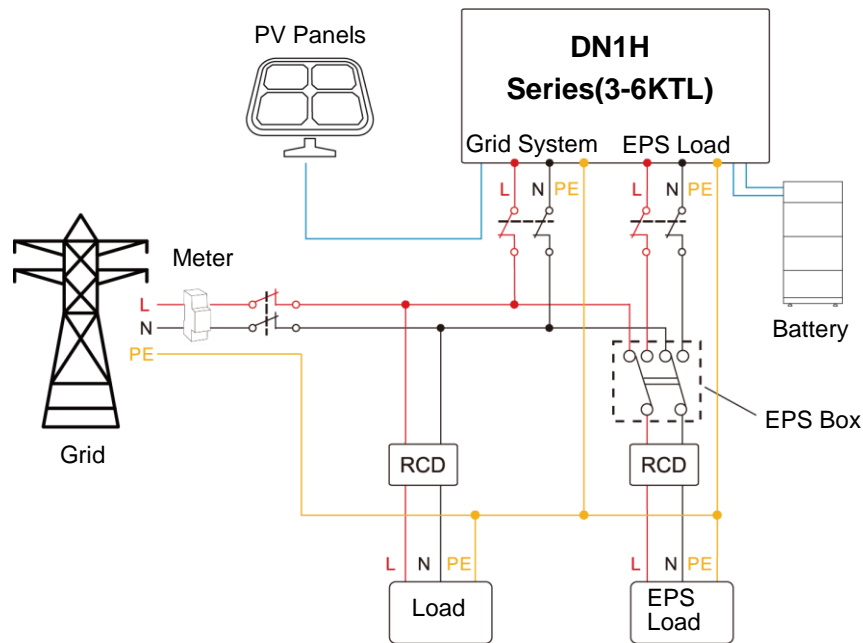 PV Panels
DN1H
Series(3-6KTL)
Grid System
EPS Load
L
N
PE
L
N
PE
Meter
L
N
PE
Battery
EPS Box
Grid
RCD
RCD
L
N
PE
L
N
PE
Load
EPS
Load